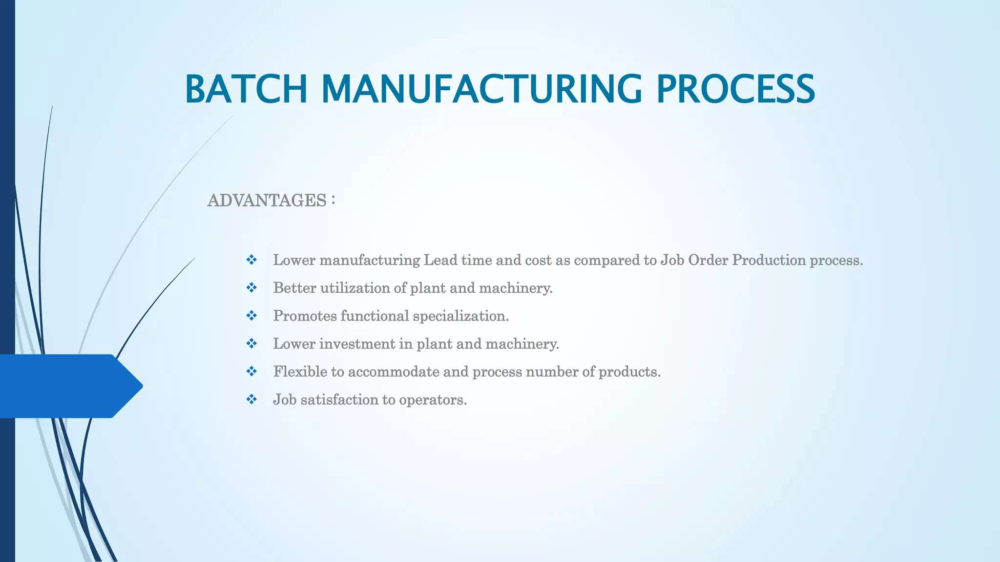 BATCH MANUFACTURING PROCESS
ADVANTAGES :
❖ Lower manufacturing Lead time and cost as compared to Job Order Production process.
❖ Better utilization of plant and machinery.
❖ Promotes functional specialization.
❖ Lower investment in plant and machinery.
❖ Flexible to accommodate and process number of products.
❖ Job satisfaction to operators.